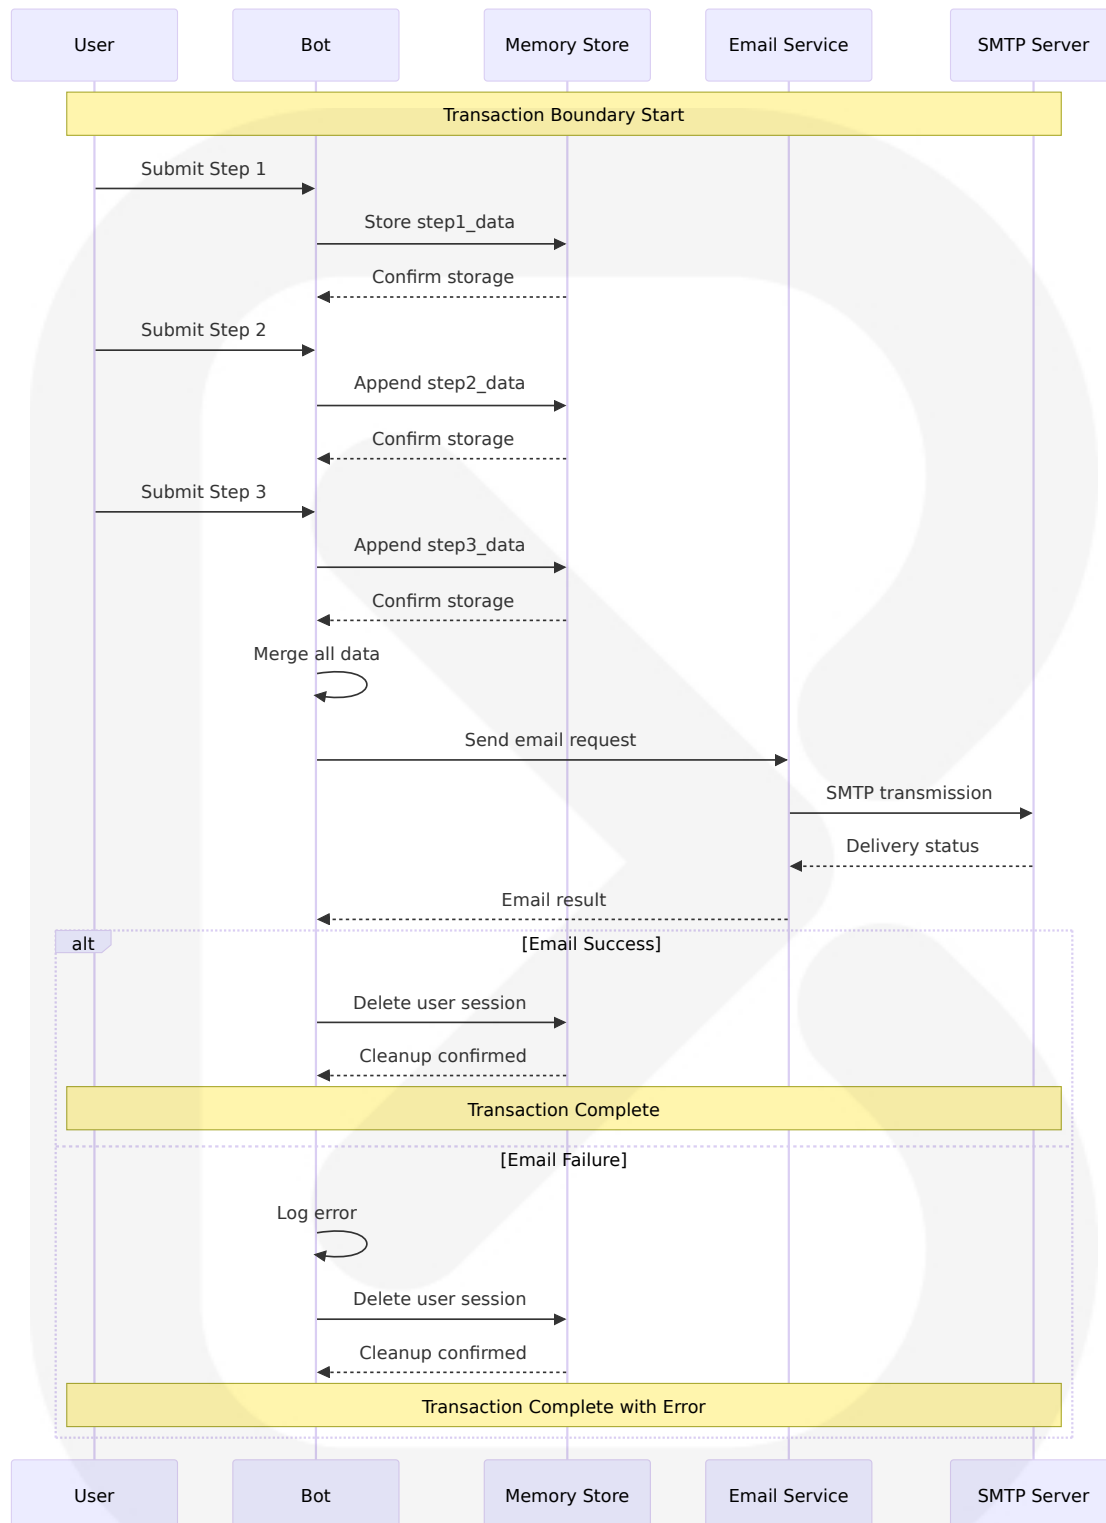 User
Bot
Memory Store
Email Service
SMTP Server
Transaction Boundary Start
Submit Step 1
Store step1_data
Confirm storage
Submit Step 2
Append step2_data
Confirm storage
Submit Step 3
Append step3_data
Confirm storage
Merge all data
Send email request
SMTP transmission
Delivery status
Email result
alt
[Email Success]
Delete user session
Cleanup confirmed
Transaction Complete
[Email Failure]
Log error
Delete user session
Cleanup confirmed
Transaction Complete with Error
User
Bot
Memory Store
Email Service
SMTP Server